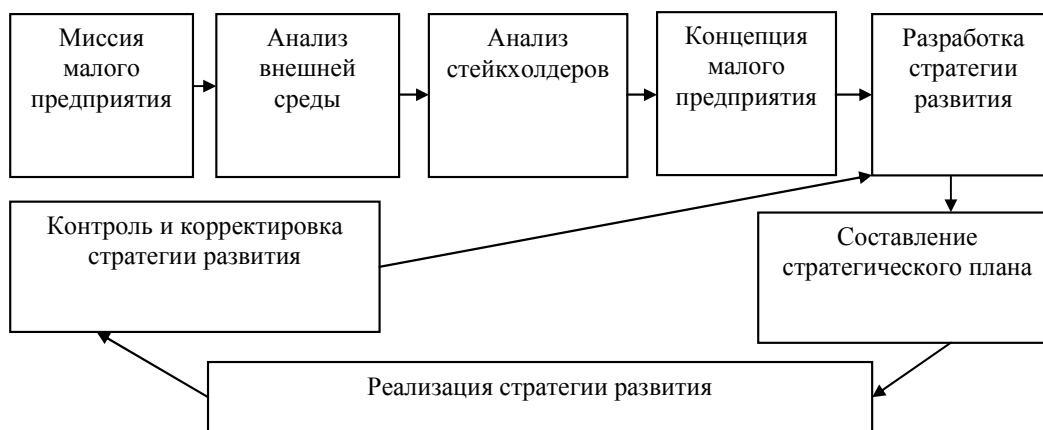 Миссия
малого
предприятия
Анализ
внешней
среды
Анализ
стейкхолдеров
Концепция
малого
предприятия
Разработка
стратегии
развития
Контроль и корректировка
стратегии развития
Составление
стратегического плана
Реализация стратегии развития